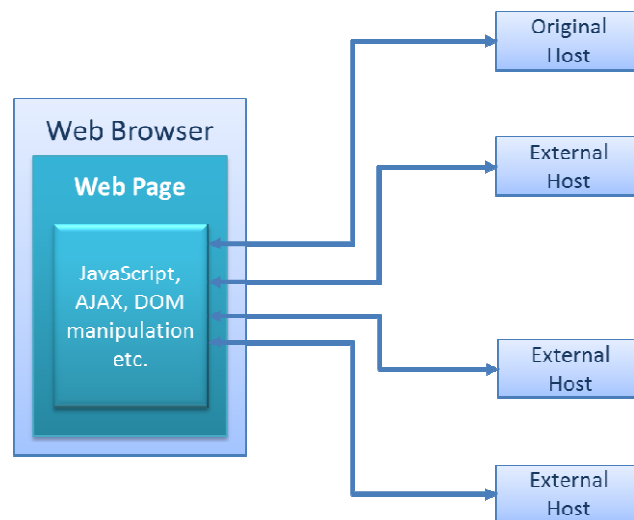 Web Browser
Web Page
JavaScript,
AJAX, DOM
manipulation
etc.
Original
Host
External
Host
External
Host
External
Host